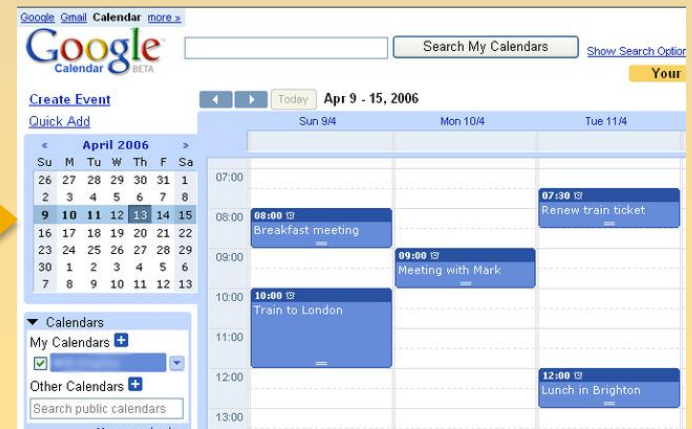 Google Gmail Calendar more »
Google
Calendar BETA
Search My Calendars
Show Search Option
Your
Create Event
Quick Add
Today Apr 9 - 15, 2006
Sun 9/4 Mon 10/4 Tue 11/4
« April 2006 »
Su M Tu W Th F Sa
26 27 28 29 30 31 1
2 3 4 5 6 7 8
9 10 11 12 13 14 15
16 17 18 19 20 21 22
23 24 25 26 27 28 29
30 1 2 3 4 5 6
7 8 9 10 11 12 13
07:00
07:30
Renew train ticket
08:00
08:00
Breakfast meeting
09:00
09:00
Meeting with Mark
10:00
10:00
Train to London
11:00
12:00
12:00
Lunch in Brighton
13:00
Calendars
My Calendars
Other Calendars
Search public calendars